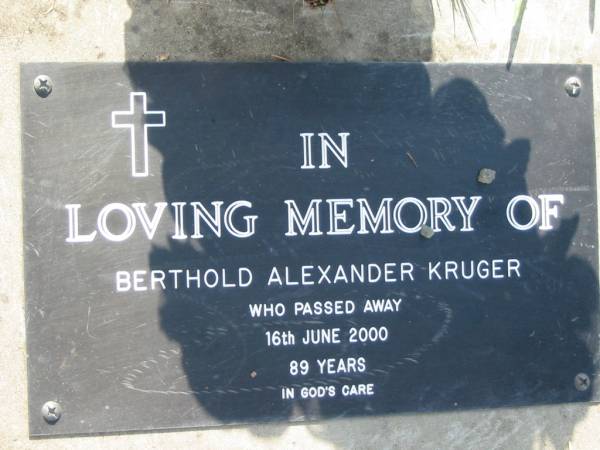 IN
LOVING MEMORY OF
BERTHOLD ALEXANDER KRUGER
WHO PASSED AWAY
16th JUNE 2000
89 YEARS
IN GOD'S CARE